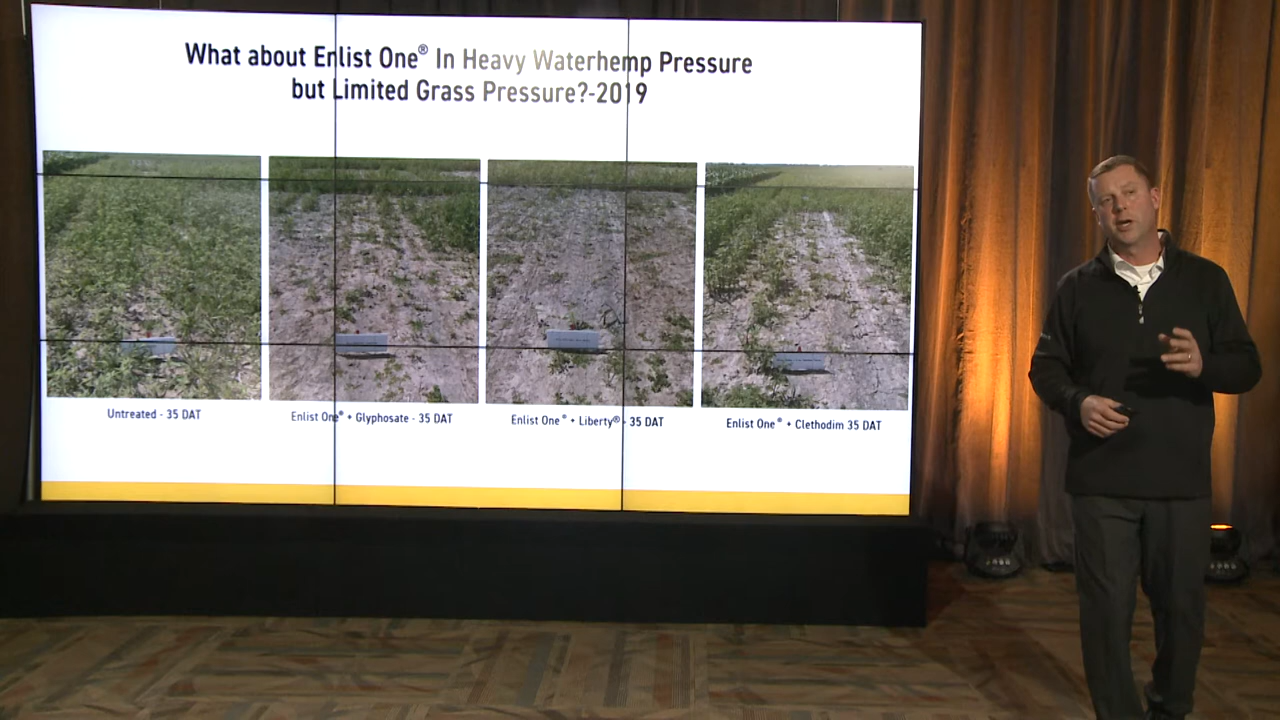 What about Enlist One® In Heavy Waterhemp Pressure
but Limited Grass Pressure?-2019
Untreated - 35 DAT
Enlist One® + Glyphosate - 35 DAT
Enlist One® + Liberty® - 35 DAT
Enlist One® + Clethodim 35 DAT